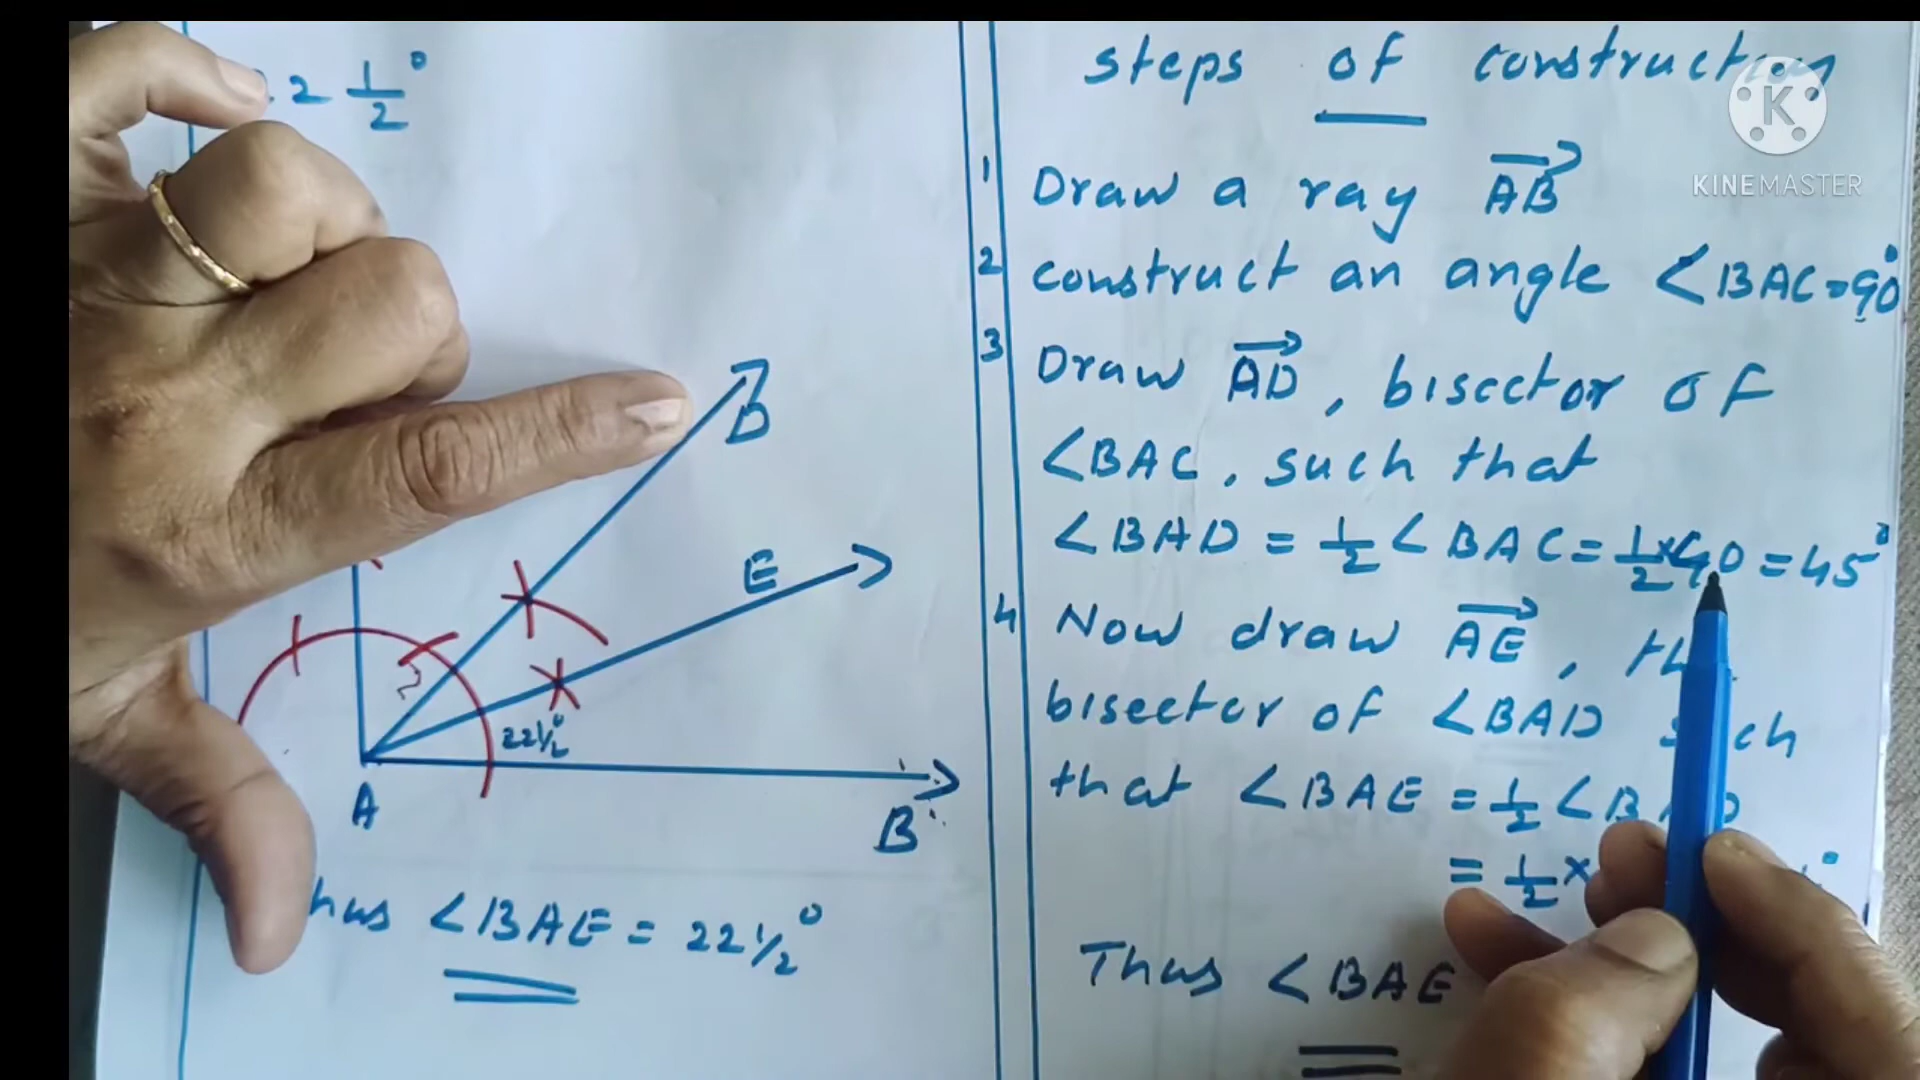 2 1/2°
D
E
22½°
A
B
hus ∠BAE = 22½°
steps of construction
1 Draw a ray AB
2 construct an angle ∠BAC=90°
3 Draw AD, bisector of
∠BAC, such that
∠BAD = 1/2 ∠BAC = 1/2 × 90 = 45°
4 Now draw AE,
bisector of ∠BAD
that ∠BAE = 1/2 ∠BAD
= 1/2 ×
Thus ∠BAE
K
KINEMASTER